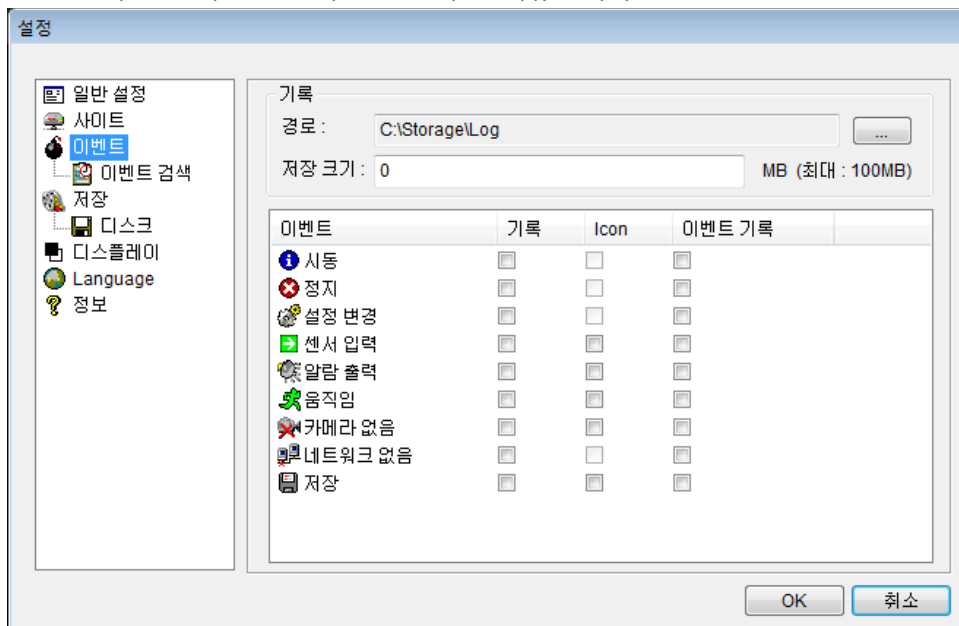 설정
일반 설정
사이트
이벤트
이벤트 검색
저장
디스크
디스플레이
Language
정보
기록
경로 : C:\Storage\Log ...
저장 크기 : 0 MB (최대 : 100MB)
이벤트 기록 Icon 이벤트 기록
시동
정지
설정 변경
센서 입력
알람 출력
움직임
카메라 없음
네트워크 없음
저장
OK 취소